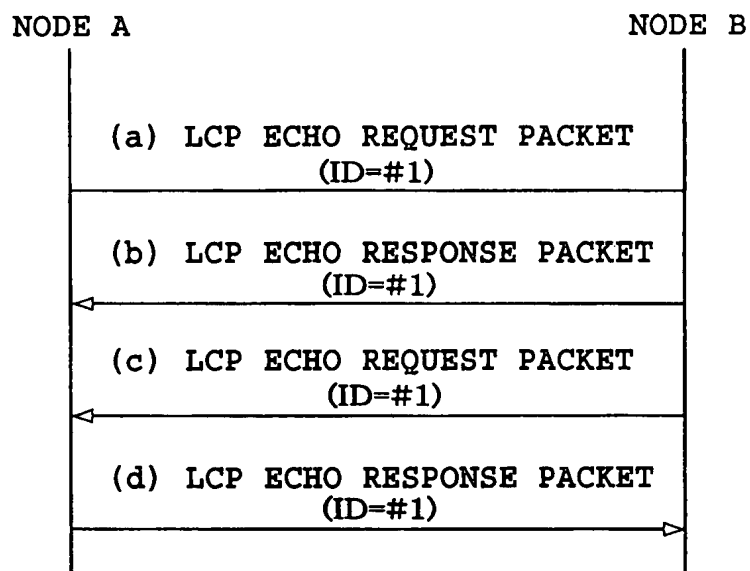 NODE A
NODE B
(a) LCP ECHO REQUEST PACKET
(ID=#1)
(b) LCP ECHO RESPONSE PACKET
(ID=#1)
(c) LCP ECHO REQUEST PACKET
(ID=#1)
(d) LCP ECHO RESPONSE PACKET
(ID=#1)